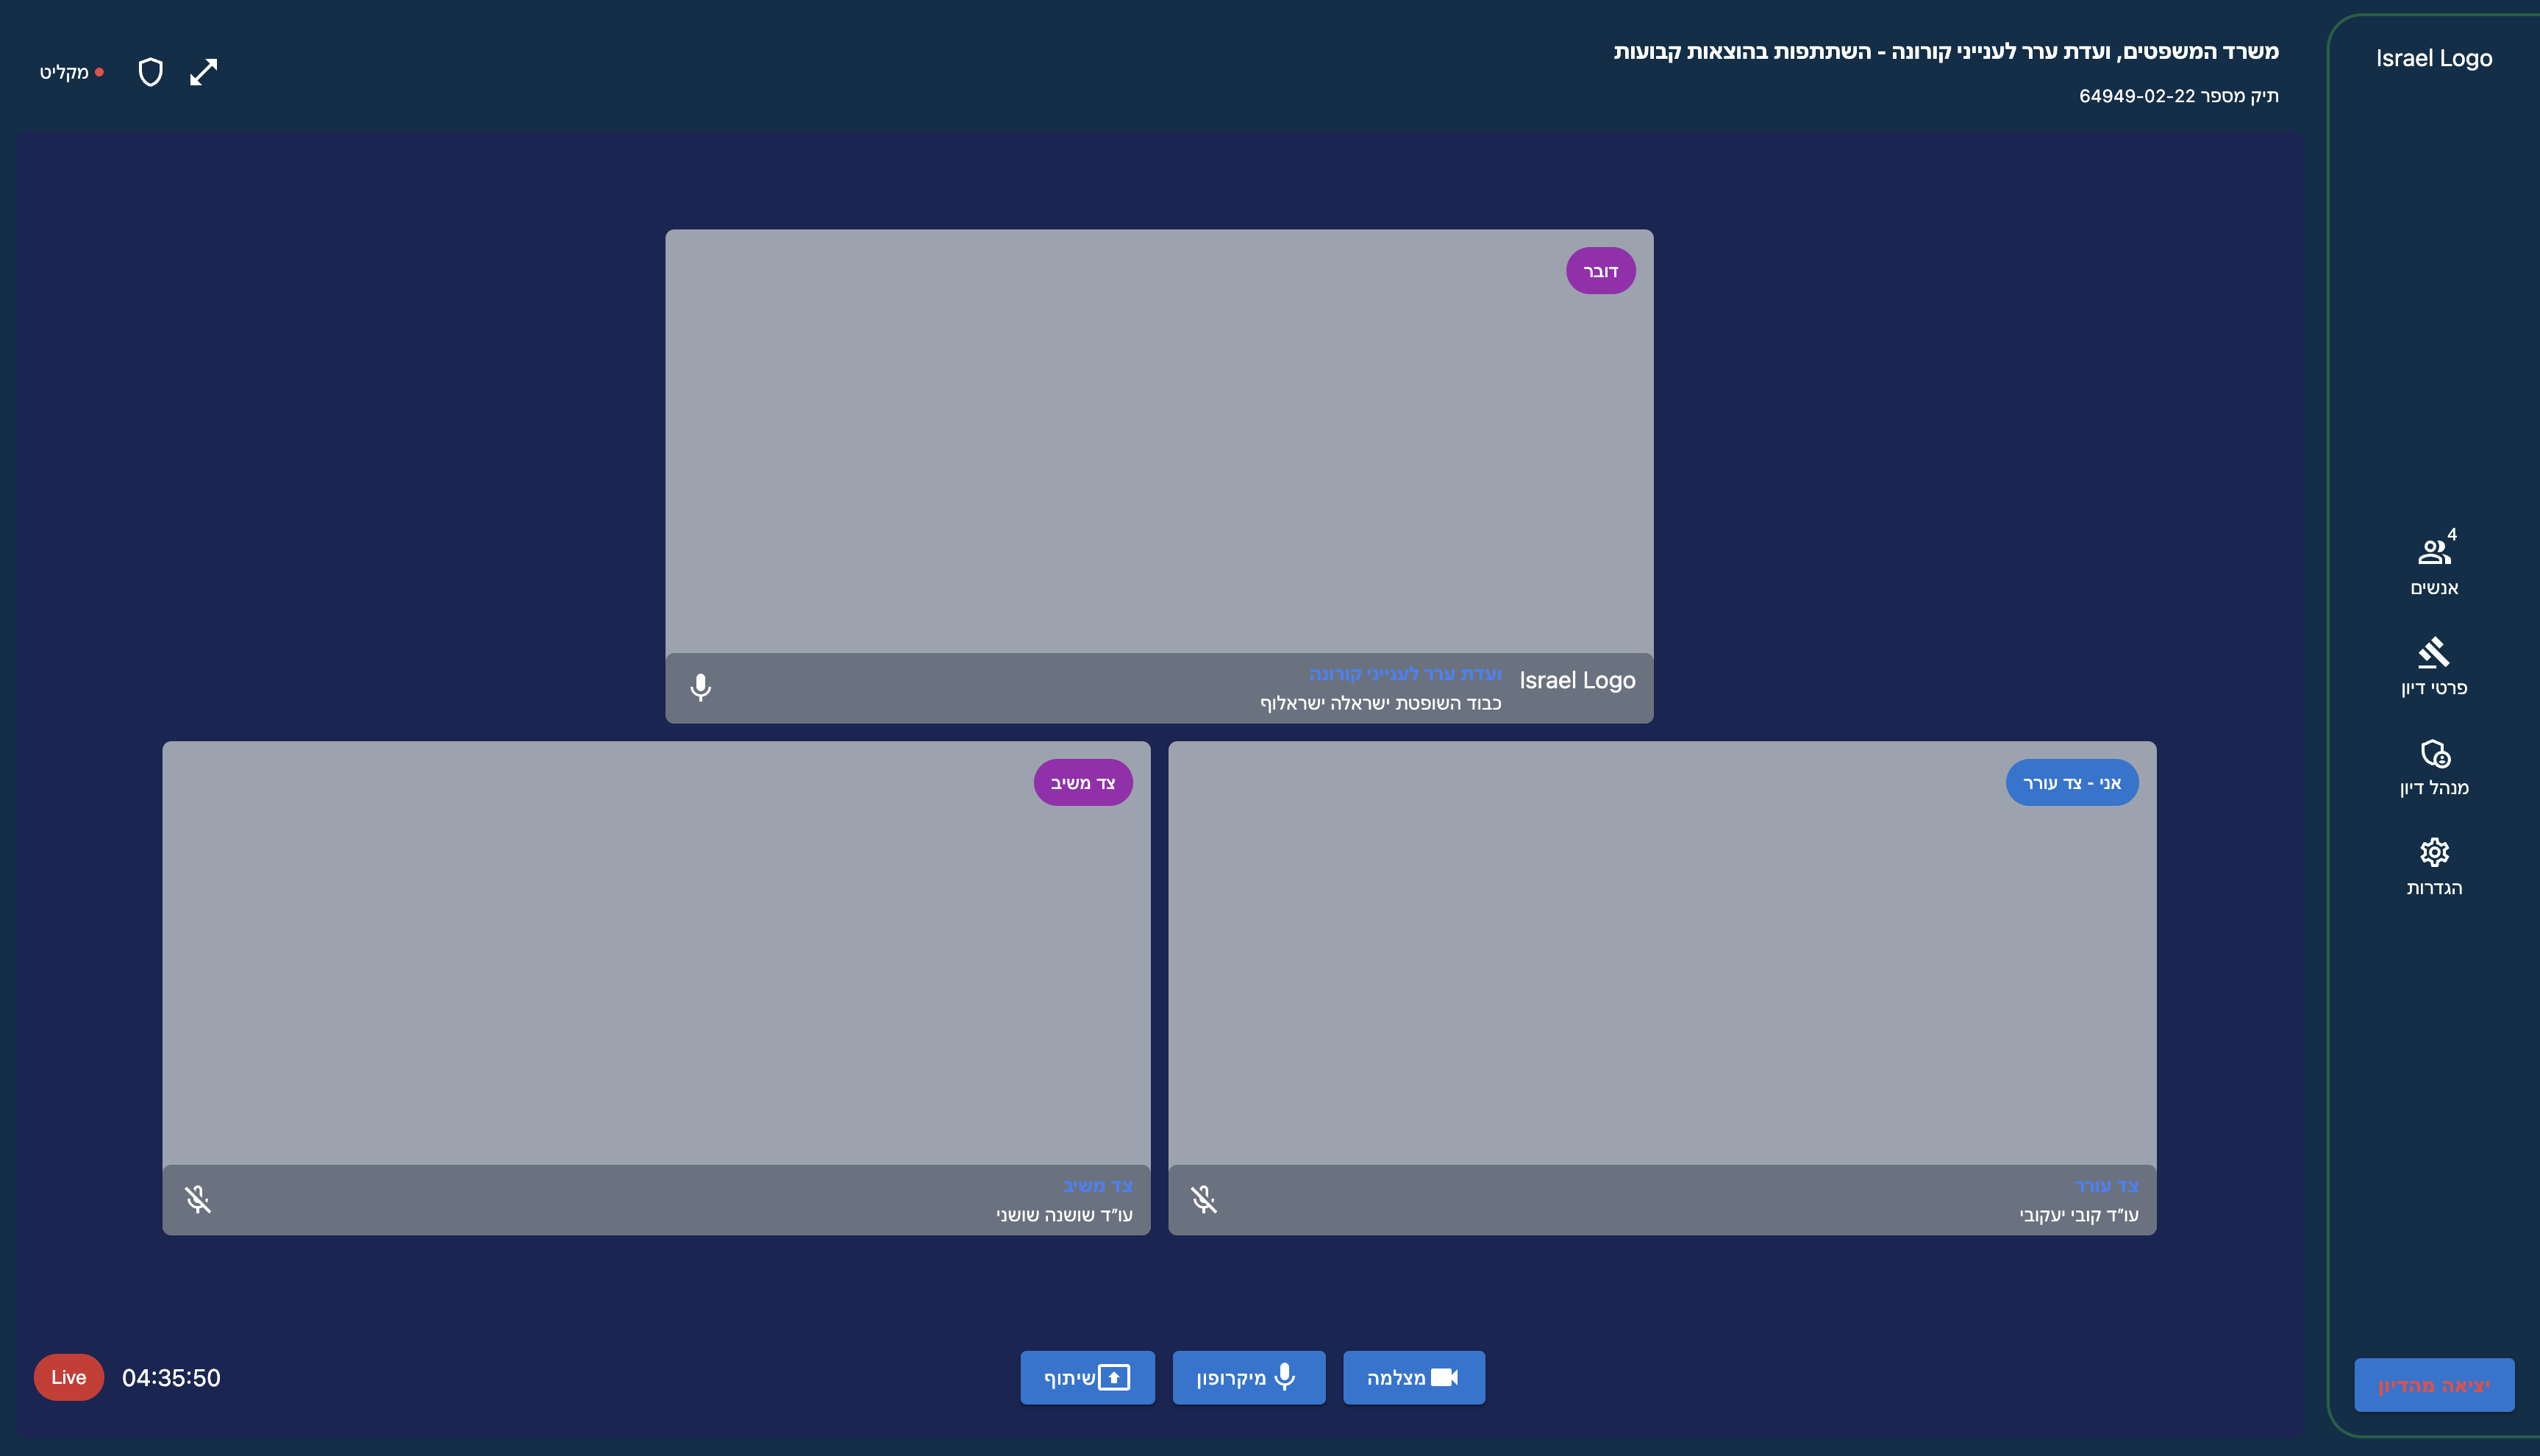 Israel Logo
משרד המשפטים, ועדת ערר לענייני קורונה - השתתפות בהוצאות קבועות
תיק מספר 64949-02-22
מקליט
4
אנשים
פרטי דיון
מנהל דיון
הגדרות
יציאה מהדיון
דובר
Israel Logo
ועדת ערר לענייני קורונה
כבוד השופטת ישראלה ישראלוף
אני - צד עורר
צד עורר
עו"ד קובי יעקובי
צד משיב
צד משיב
עו"ד שושנה שושני
מצלמה
מיקרופון
שיתוף
04:35:50
Live